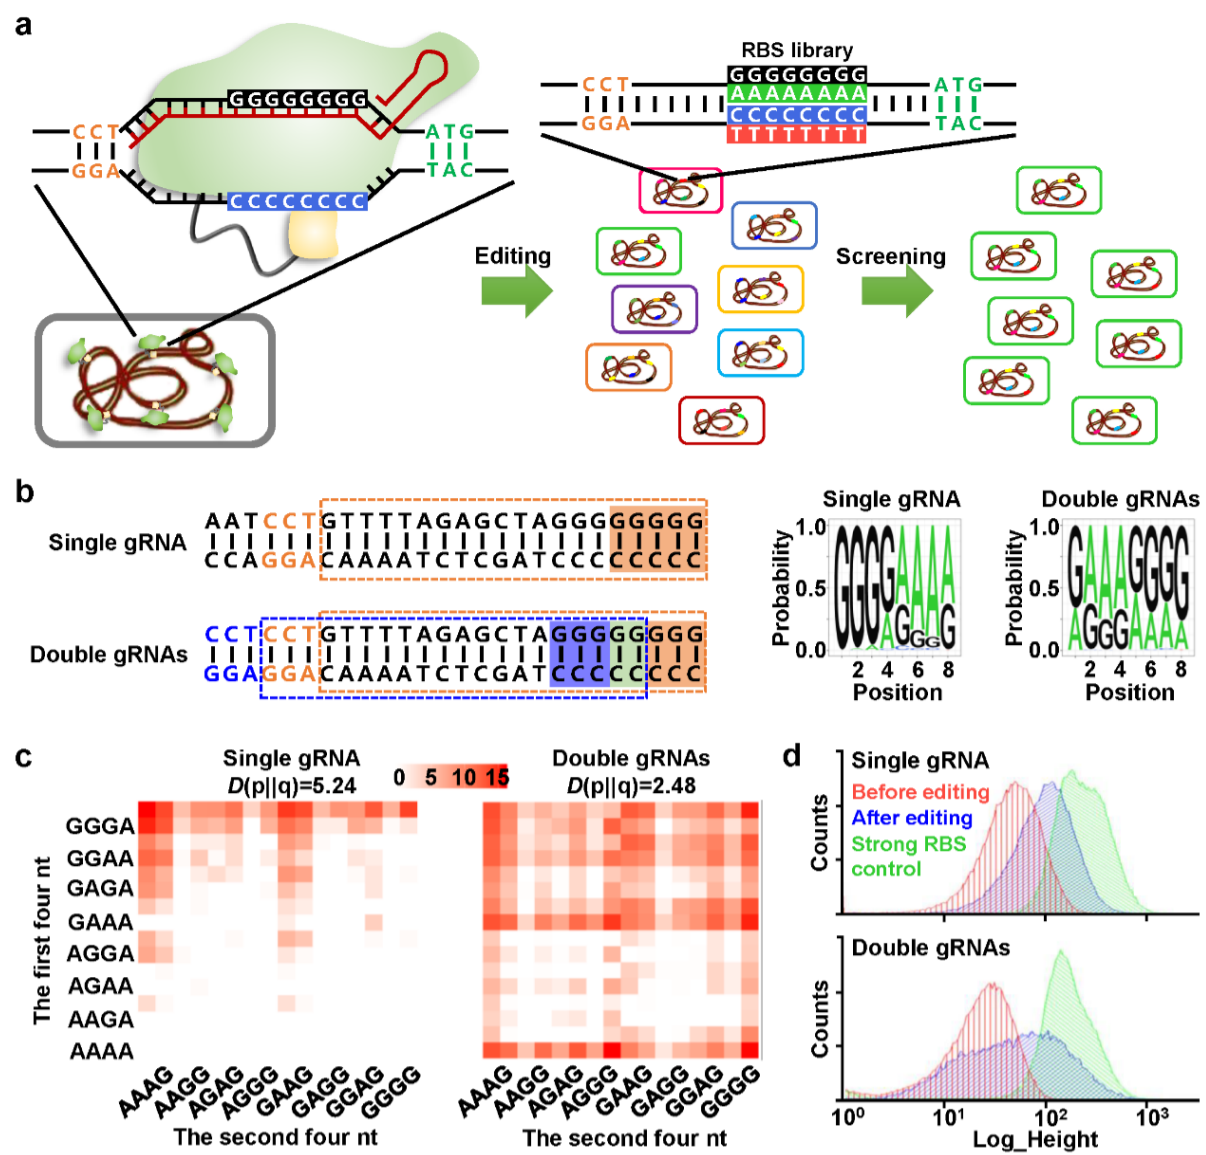 a
GGGGGGGG
CCT
ATG
GGA
TAC
CCCCCCCC
RBS library
CCT
GGGGGGGG
ATG
AAAAAAAA
CCCCCCCC
GGA
TTTTTTTT
TAC
Editing
Screening
b
Single gRNA
AATCCTGTTTTAGAGCTAGGGGGGGG
CCAGGACAAAATCTCGATCCCCCCCC
Double gRNAs
CCTCCTGTTTTAGAGCTAGGGGGGGG
GGAGGACAAAATCTCGATCCCCCCCC
Single gRNA
Probability
1.0
0.5
0.0
GGGGAAAA
AGGGG
2 4 6 8
Position
Double gRNAs
Probability
1.0
0.5
0.0
GAAAGGGG
AGGGAAAA
2 4 6 8
Position
c
Single gRNA
D(p||q)=5.24
0 5 10 15
Double gRNAs
D(p||q)=2.48
The first four nt
GGGA
GGAA
GAGA
GAAA
AGGA
AGAA
AAGA
AAAA
AAAG
AAGG
AGAG
AGGG
GAAG
GAGG
GGAG
GGGG
The second four nt
AAAG
AAGG
AGAG
AGGG
GAAG
GAGG
GGAG
GGGG
The second four nt
d
Single gRNA
Before editing
After editing
Strong RBS
control
Counts
Double gRNAs
Counts
10⁰ 10¹ 10² 10³
Log_Height